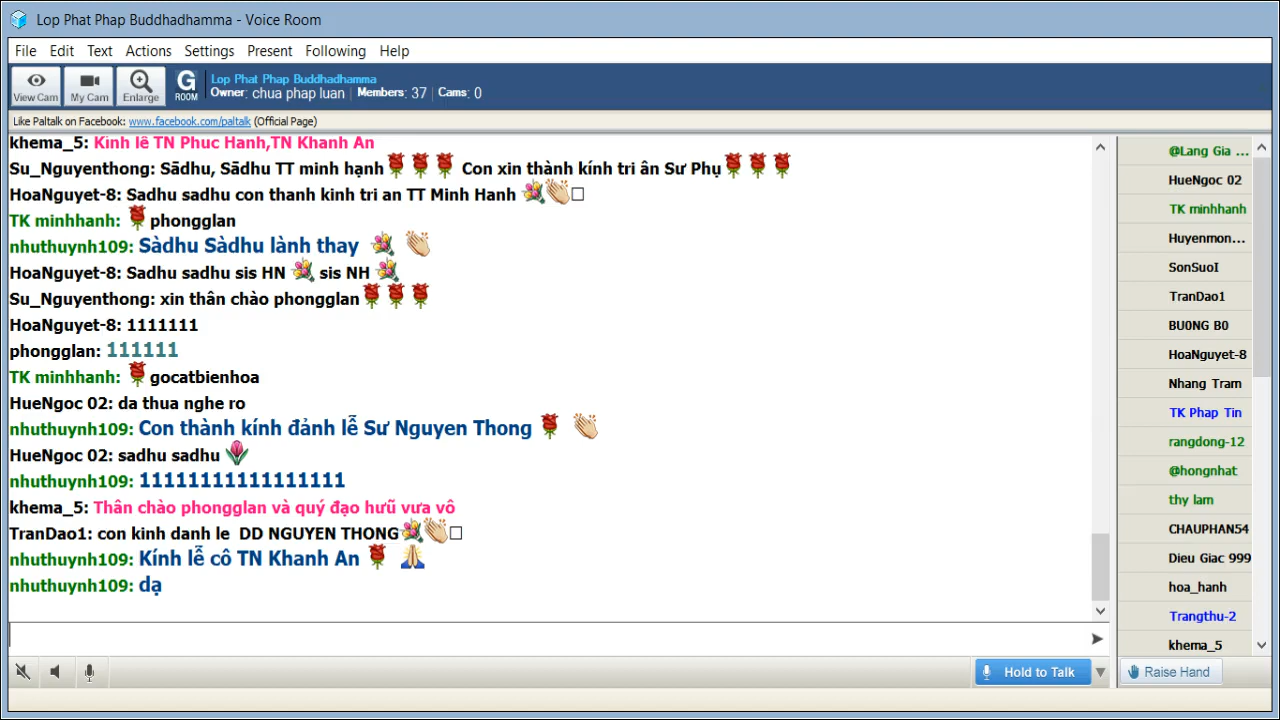 Lop Phat Phap Buddhadhamma - Voice Room
File Edit Text Actions Settings Present Following Help
View Cam My Cam Enlarge G ROOM
Lop Phat Phap Buddhadhamma
Owner: chua phap luan Members: 37 Cams: 0
Like Paltalk on Facebook: www.facebook.com/paltalk (Official Page)
khema_5: Kinh lê TN Phuc Hanh,TN Khanh An
Su_Nguyenthong: Sādhu, Sādhu TT minh hạnh🌹🌹🌹 Con xin thành kính tri ân Sư Phụ🌹🌹🌹
HoaNguyet-8: Sadhu sadhu con thanh kinh tri an TT Minh Hanh 💐👏□
TK minhhanh: 🌹phongglan
nhuthuynh109: Sàdhu Sàdhu lành thay 💐 👏
HoaNguyet-8: Sadhu sadhu sis HN 💐 sis NH 💐
Su_Nguyenthong: xin thân chào phongglan🌹🌹🌹
HoaNguyet-8: 1111111
phongglan: 111111
TK minhhanh: 🌹gocatbienhoa
HueNgoc 02: da thua nghe ro
nhuthuynh109: Con thành kính đảnh lễ Sư Nguyen Thong 🌹 👏
HueNgoc 02: sadhu sadhu 🌷
nhuthuynh109: 11111111111111111
khema_5: Thân chào phongglan và quý đạo hưũ vưa vô
TranDao1: con kinh danh le DD NGUYEN THONG💐👏□
nhuthuynh109: Kính lễ cô TN Khanh An 🌹 🙏
nhuthuynh109: dạ
@Lang Gia ...
HueNgoc 02
TK minhhanh
Huyenmon...
SonSuoI
TranDao1
BU0NG B0
HoaNguyet-8
Nhang Tram
TK Phap Tin
rangdong-12
@hongnhat
thy lam
CHAUPHAN54
Dieu Giac 999
hoa_hanh
Trangthu-2
khema_5
Hold to Talk
Raise Hand